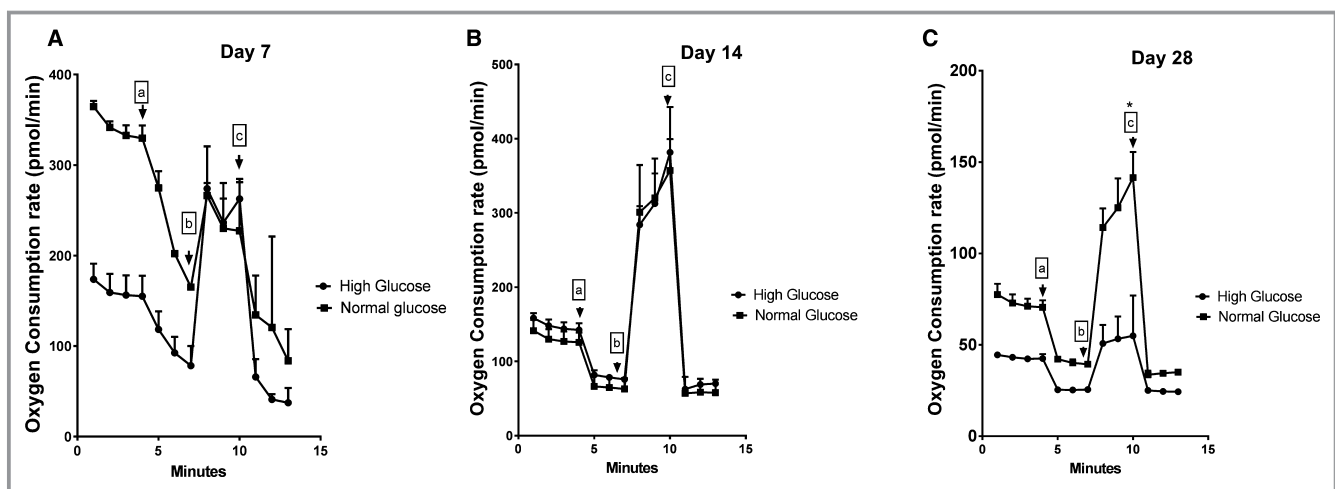 A
Day 7
Oxygen Consumption rate (pmol/min)
400
300
200
100
0
0 5 10 15
Minutes
a
b
c
High Glucose
Normal glucose
B
Day 14
Oxygen Consumption rate (pmol/min)
500
400
300
200
100
0
0 5 10 15
Minutes
a
b
c
High Glucose
Normal Glucose
C
Day 28
Oxygen Consumption rate (pmol/min)
200
150
100
50
0
0 5 10 15
Minutes
a
b
*
c
High Glucose
Normal Glucose